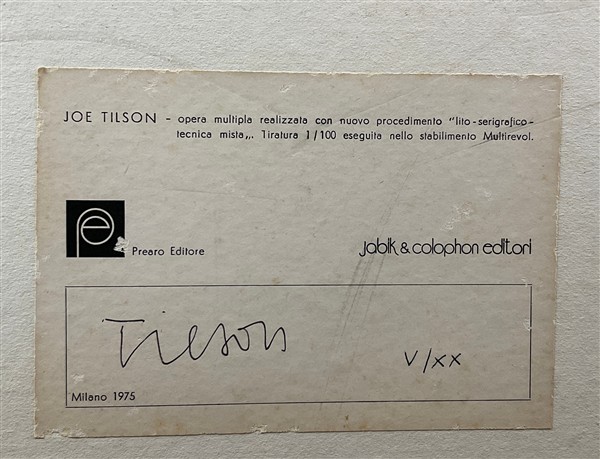 JOE TILSON - opera multipla realizzata con nuovo procedimento "lito-serigrafico-
tecnica mista„. Tiratura 1/100 eseguita nello stabilimento Multirevol.
pe
Prearo Editore
jabik & colophon editori
Tilson
V/XX
Milano 1975